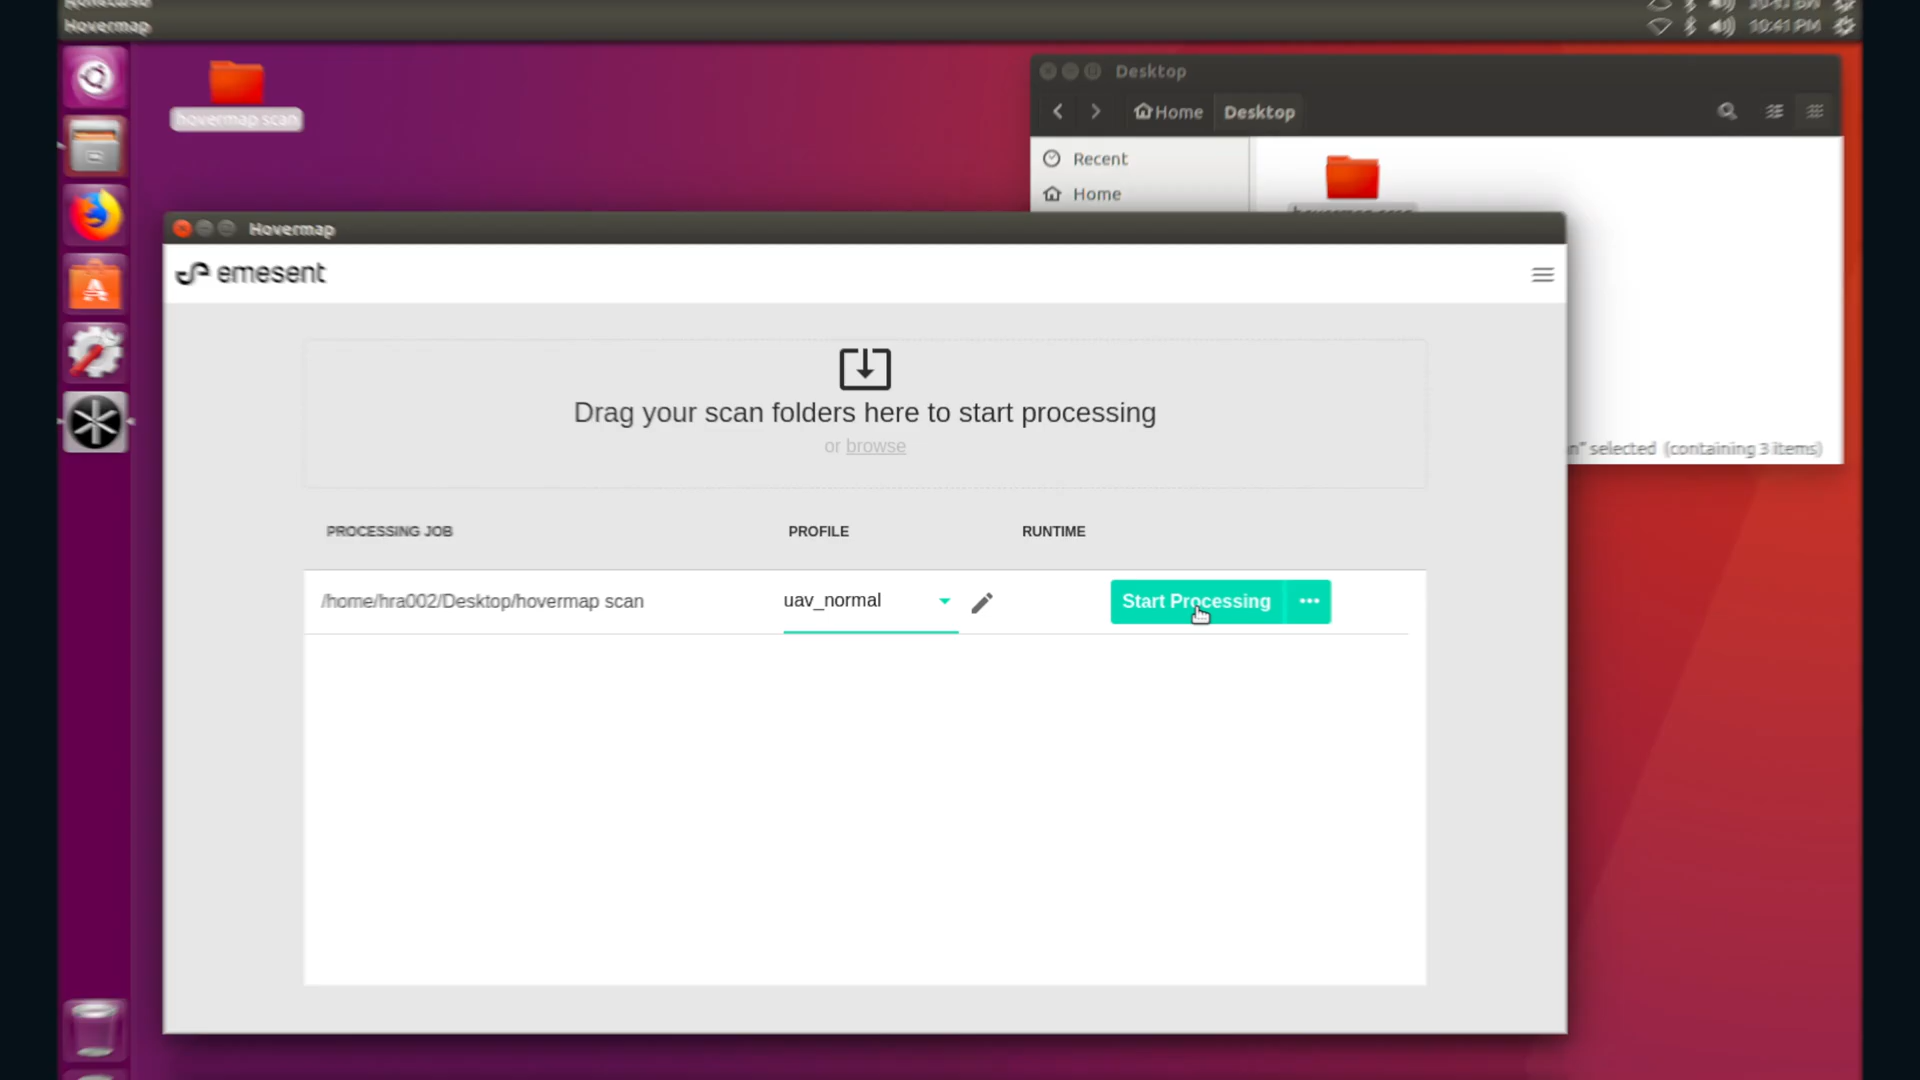 Hovermap
10:41 PM
hovermap scan
Desktop
Home
Desktop
Recent
Home
Hovermap
emesent
Drag your scan folders here to start processing
or browse
n" selected (containing 3 items)
PROCESSING JOB
PROFILE
RUNTIME
/home/hra002/Desktop/hovermap scan
uav_normal
Start Processing